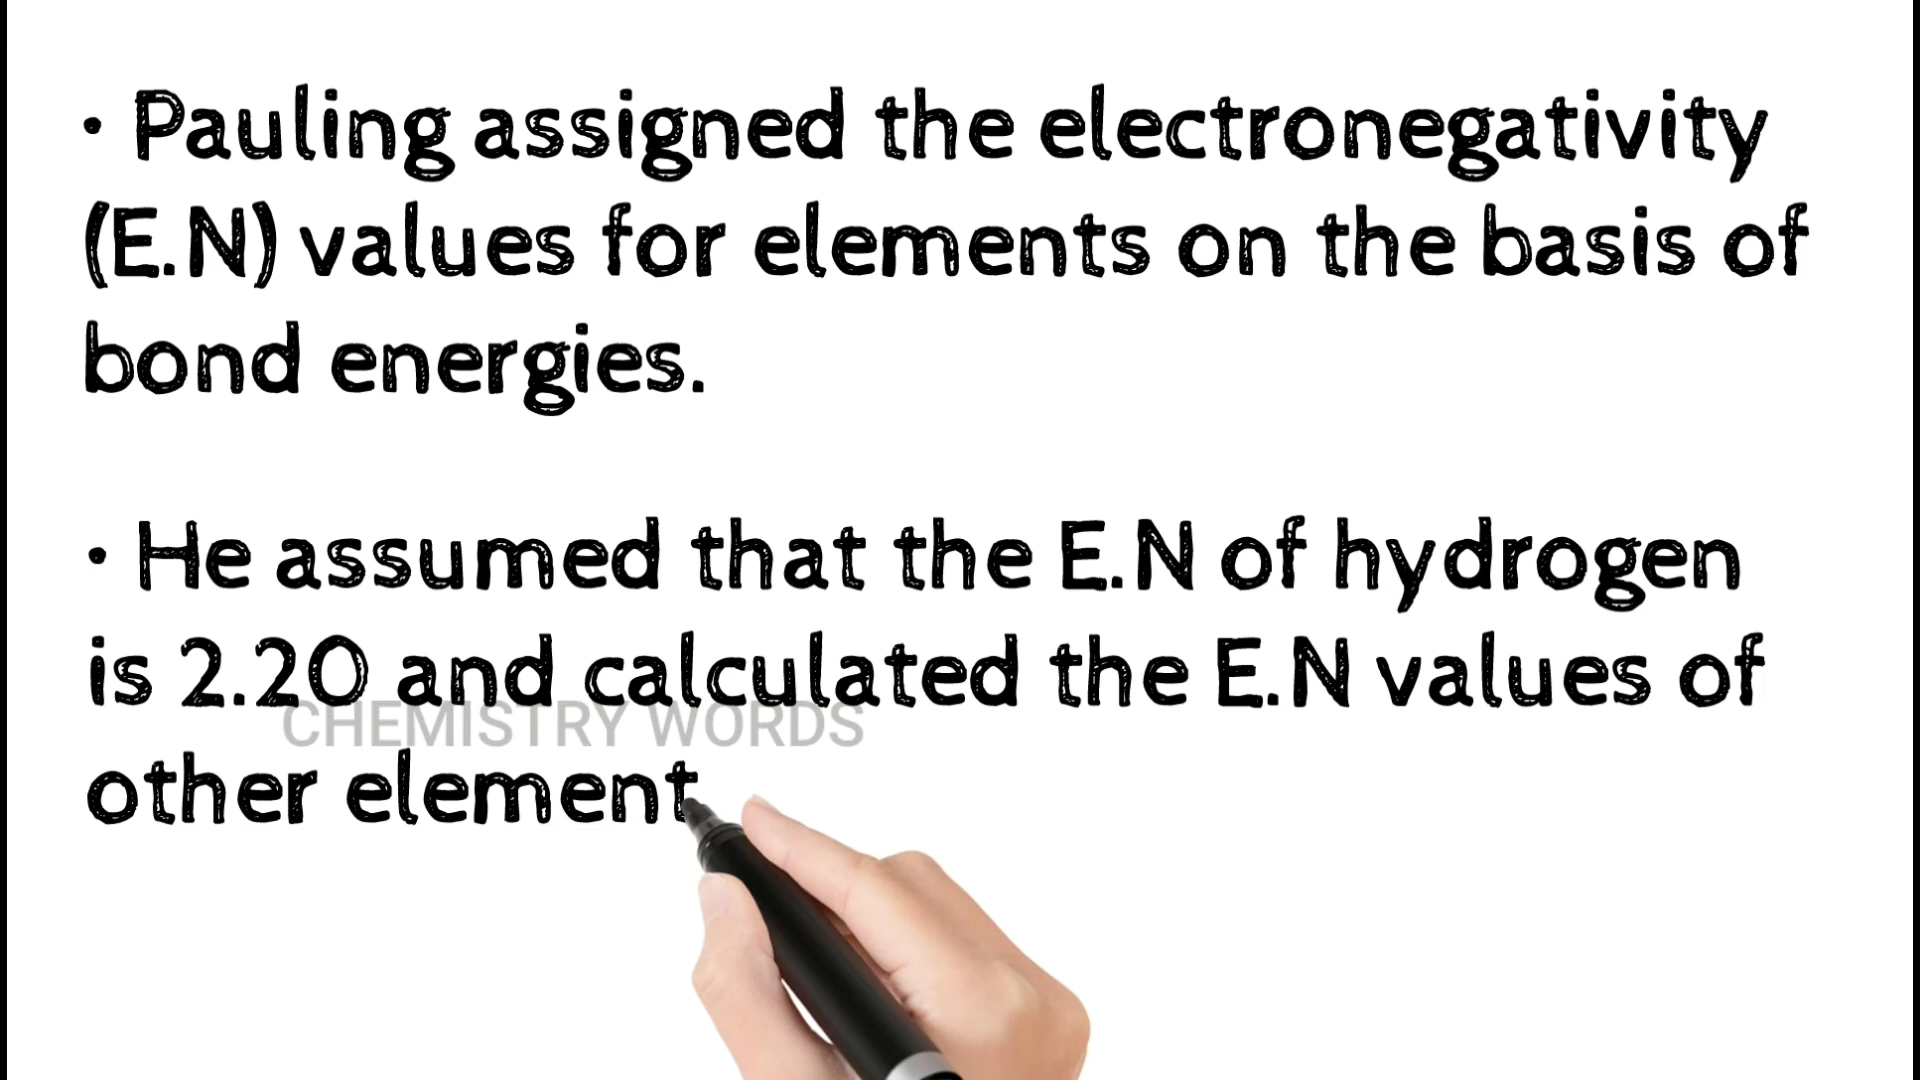 • Pauling assigned the electronegativity
(E.N) values for elements on the basis of
bond energies.
• He assumed that the E.N of hydrogen
is 2.20 and calculated the E.N values of
CHEMISTRY WORDS
other element